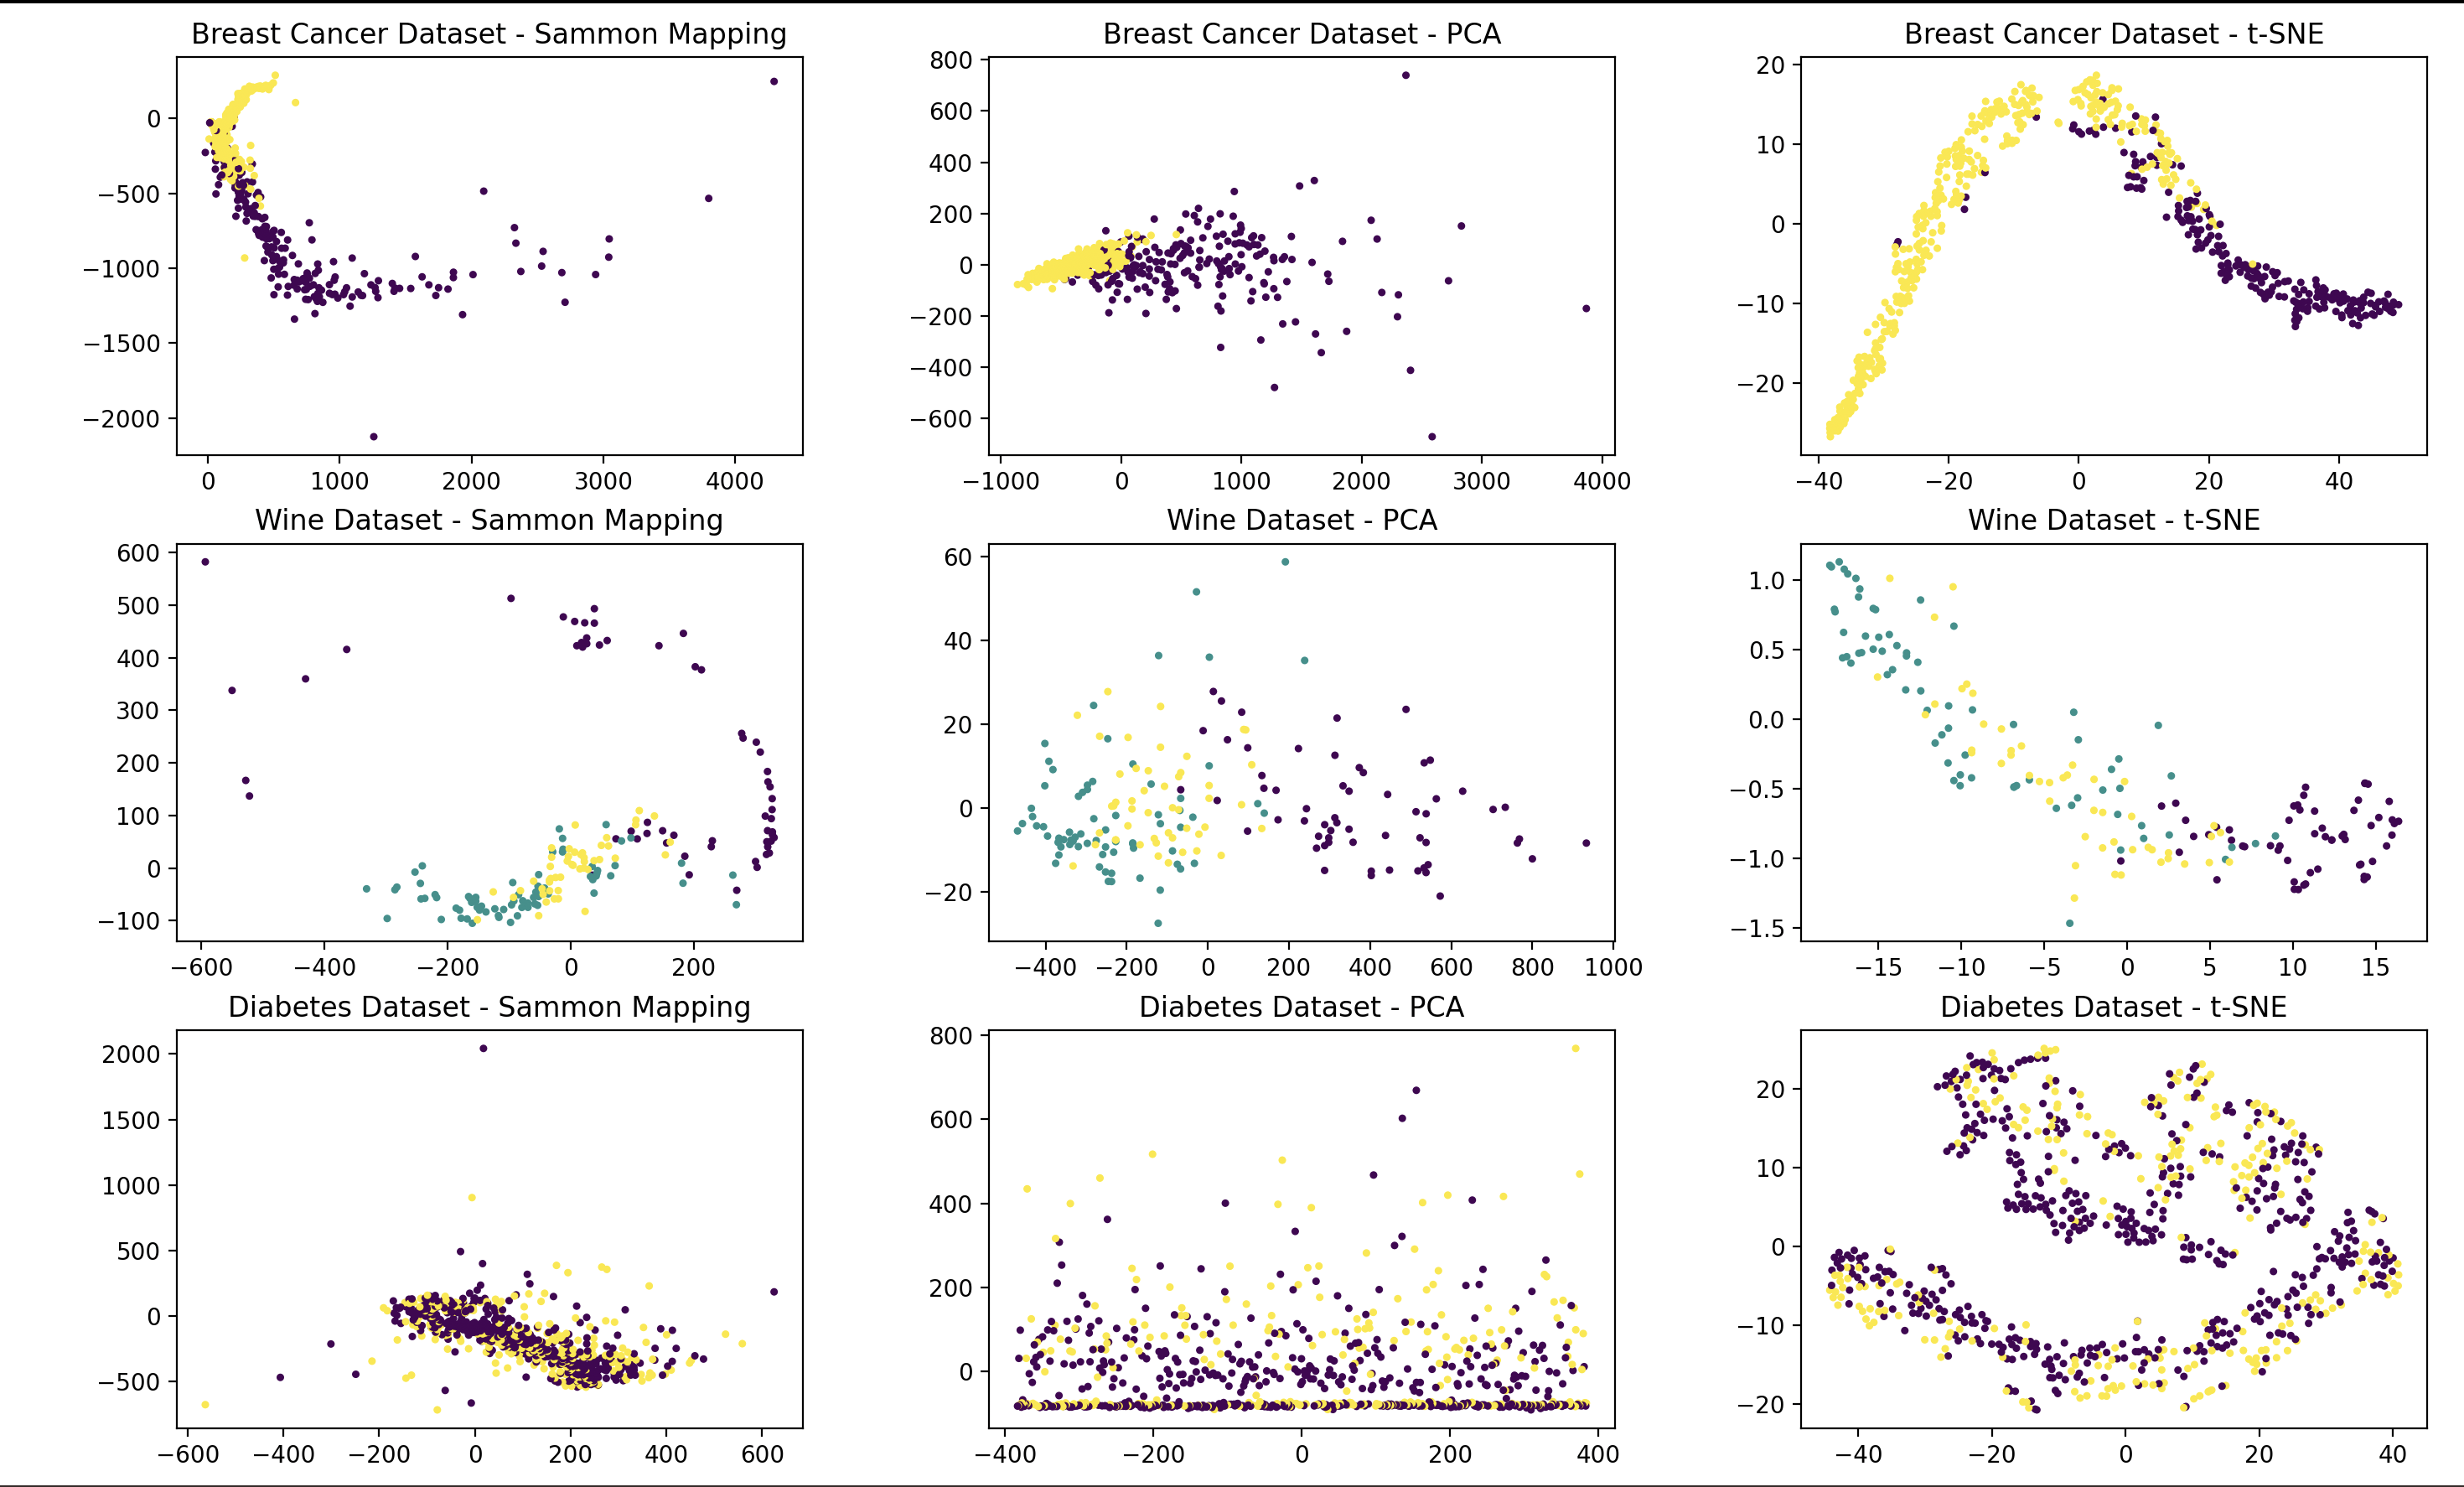 Breast Cancer Dataset - Sammon Mapping
0
−500
−1000
−1500
−2000
0 1000 2000 3000 4000
Breast Cancer Dataset - PCA
800
600
400
200
0
−200
−400
−600
−1000 0 1000 2000 3000 4000
Breast Cancer Dataset - t-SNE
20
10
0
−10
−20
−40 −20 0 20 40
Wine Dataset - Sammon Mapping
600
500
400
300
200
100
0
−100
−600 −400 −200 0 200
Wine Dataset - PCA
60
40
20
0
−20
−400 −200 0 200 400 600 800 1000
Wine Dataset - t-SNE
1.0
0.5
0.0
−0.5
−1.0
−1.5
−15 −10 −5 0 5 10 15
Diabetes Dataset - Sammon Mapping
2000
1500
1000
500
0
−500
−600 −400 −200 0 200 400 600
Diabetes Dataset - PCA
800
600
400
200
0
−400 −200 0 200 400
Diabetes Dataset - t-SNE
20
10
0
−10
−20
−40 −20 0 20 40